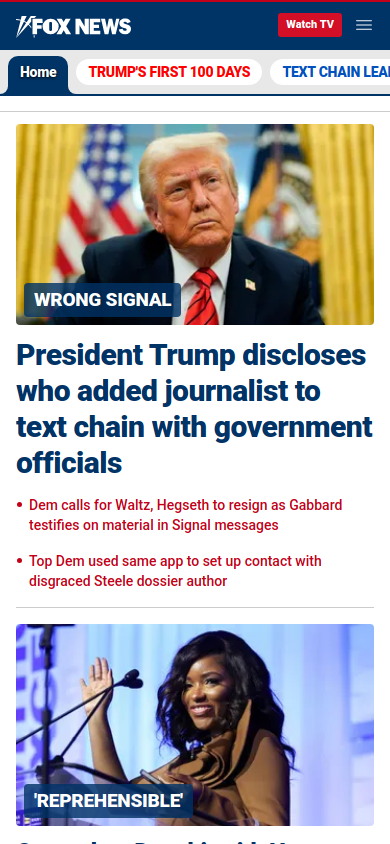 FOX NEWS
Watch TV
Home
TRUMP'S FIRST 100 DAYS
TEXT CHAIN LEA
WRONG SIGNAL
President Trump discloses
who added journalist to
text chain with government
officials
Dem calls for Waltz, Hegseth to resign as Gabbard
testifies on material in Signal messages
Top Dem used same app to set up contact with
disgraced Steele dossier author
'REPREHENSIBLE'